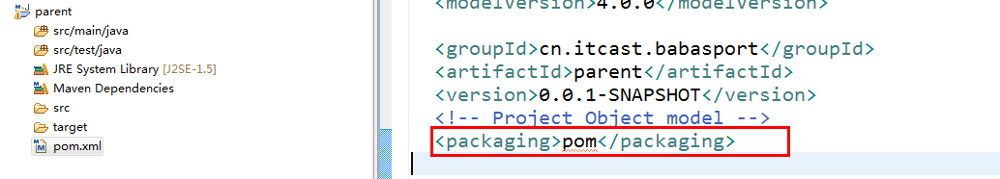 parent
src/main/java
src/test/java
JRE System Library [J2SE-1.5]
Maven Dependencies
src
target
pom.xml
<modelVersion>4.0.0</modelVersion>
<groupId>cn.itcast.babasport</groupId>
<artifactId>parent</artifactId>
<version>0.0.1-SNAPSHOT</version>
<!-- Project Object model -->
<packaging>pom</packaging>